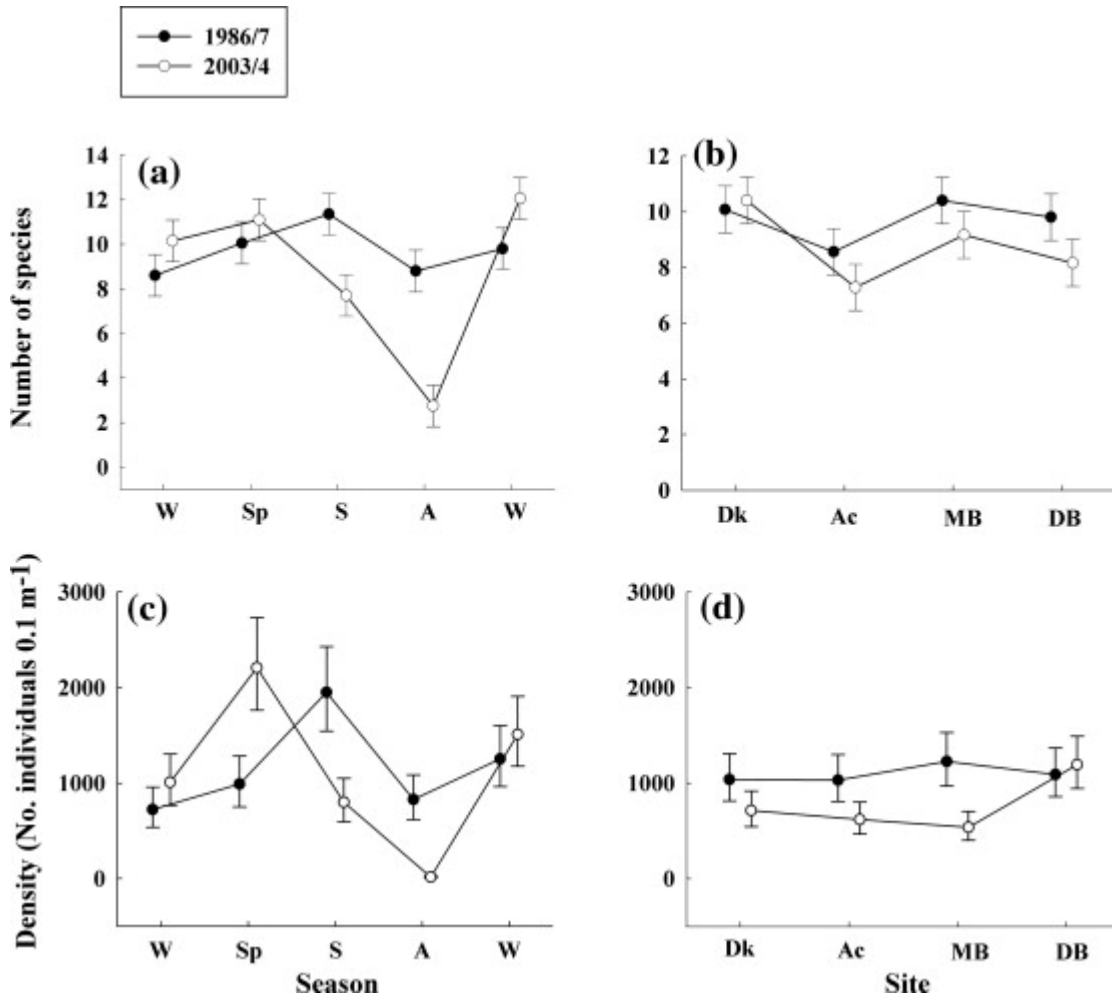 1986/7
2003/4
(a)
14
12
10
8
6
4
2
0
Number of species
W Sp S A W
(b)
12
10
8
6
4
2
0
Dk Ac MB DB
(c)
3000
2000
1000
0
Density (No. individuals 0.1 m-1)
W Sp S A W
Season
(d)
3000
2000
1000
0
Dk Ac MB DB
Site